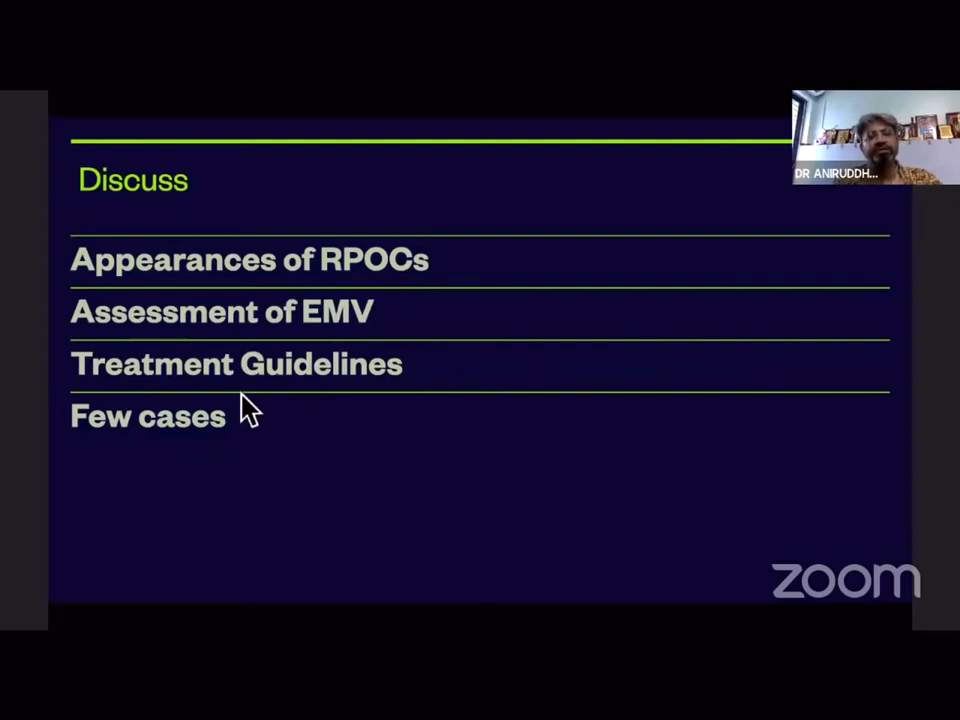 Discuss
DR ANIRUDDH...
Appearances of RPOCs
Assessment of EMV
Treatment Guidelines
Few cases
zoom